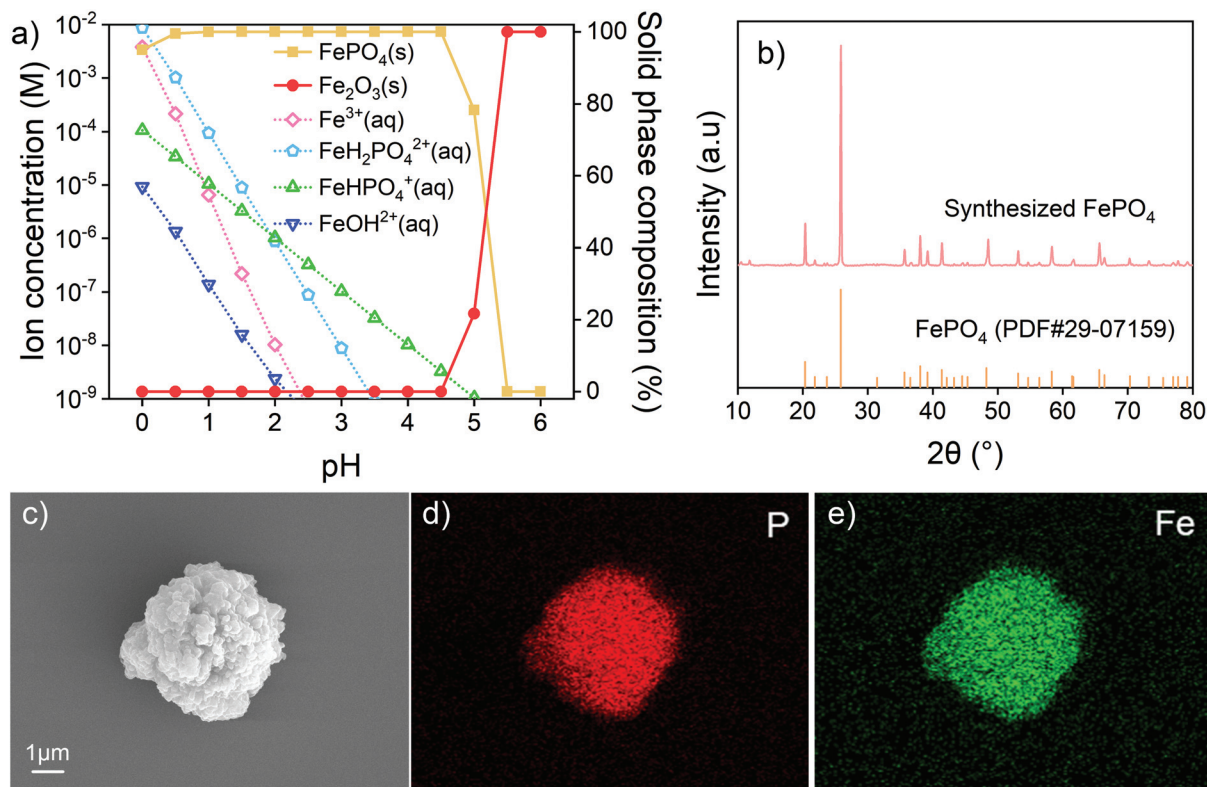 a)
Ion concentration (M)
10⁻²
10⁻³
10⁻⁴
10⁻⁵
10⁻⁶
10⁻⁷
10⁻⁸
10⁻⁹
FePO₄(s)
Fe₂O₃(s)
Fe³⁺(aq)
FeH₂PO₄²⁺(aq)
FeHPO₄⁺(aq)
FeOH²⁺(aq)
100
80
60
40
20
0
Solid phase composition (%)
0 1 2 3 4 5 6
pH
b)
Intensity (a.u)
Synthesized FePO₄
FePO₄ (PDF#29-07159)
10 20 30 40 50 60 70 80
2θ (°)
c)
1μm
d)
P
e)
Fe